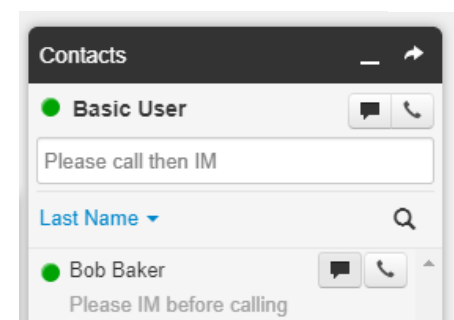 Contacts
Basic User
Please call then IM
Last Name
Bob Baker
Please IM before calling